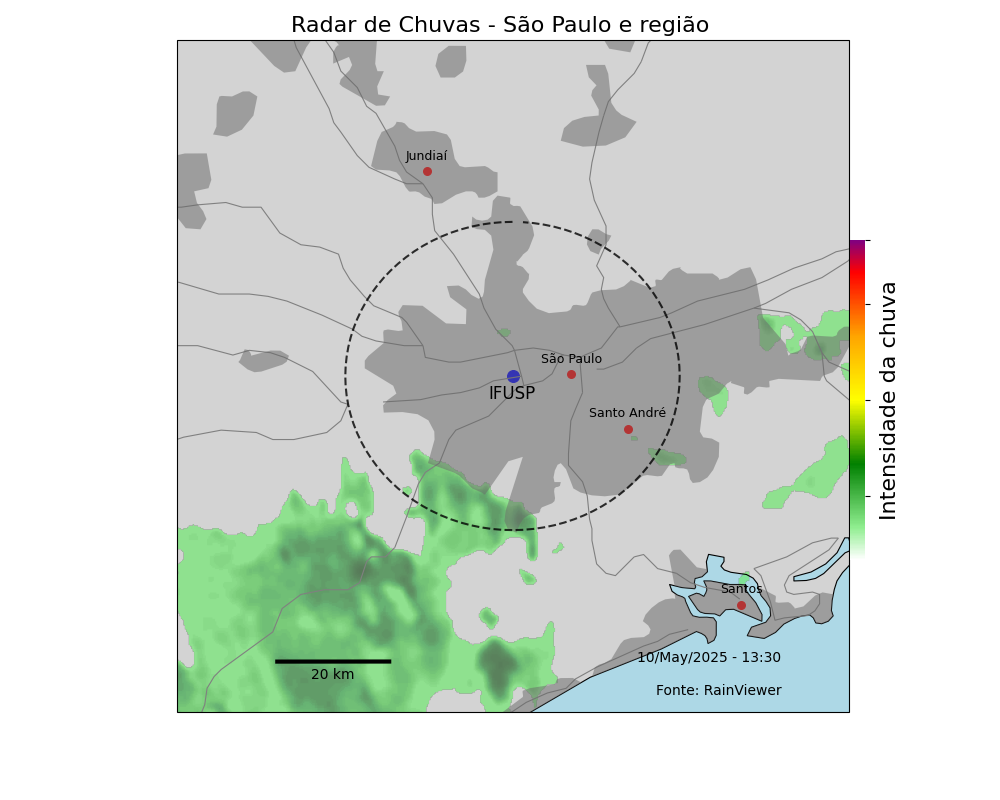 Radar de Chuvas - São Paulo e região
Jundiaí
São Paulo
IFUSP
Santo André
Intensidade da chuva
Santos
10/May/2025 - 13:30
20 km
Fonte: RainViewer